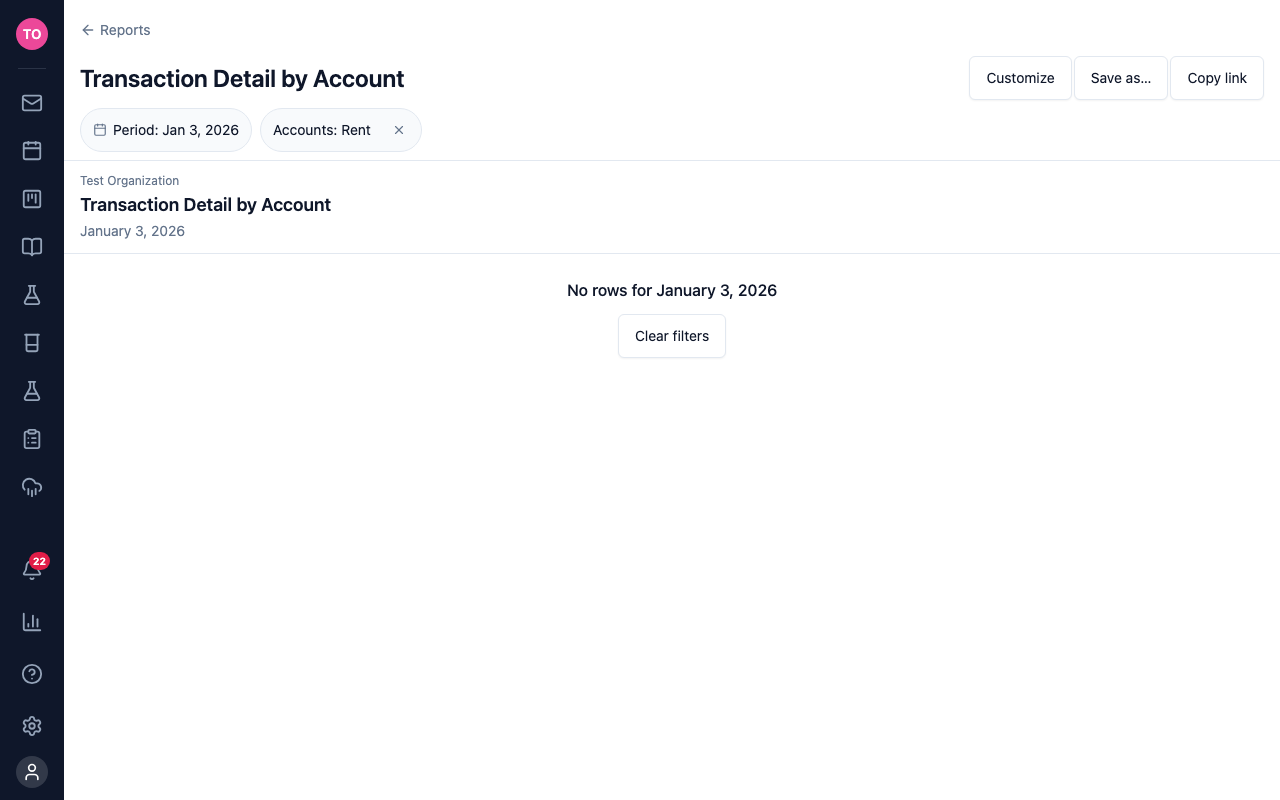 TO
Reports
Transaction Detail by Account
Customize
Save as...
Copy link
Period: Jan 3, 2026
Accounts: Rent
Test Organization
Transaction Detail by Account
January 3, 2026
No rows for January 3, 2026
Clear filters
22